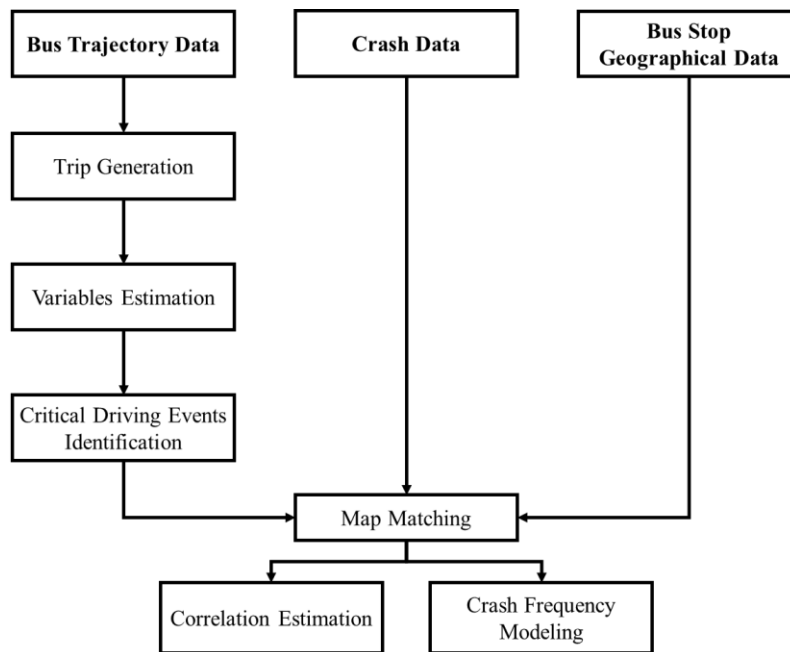 Bus Trajectory Data
Crash Data
Bus Stop
Geographical Data
Trip Generation
Variables Estimation
Critical Driving Events
Identification
Map Matching
Correlation Estimation
Crash Frequency
Modeling